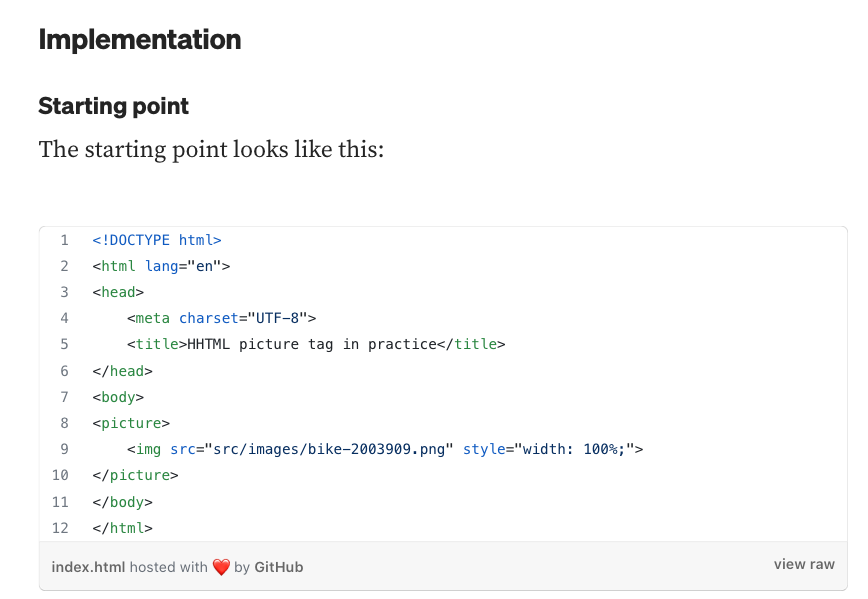 Implementation
Starting point
The starting point looks like this:
1 <!DOCTYPE html>
2 <html lang="en">
3 <head>
4     <meta charset="UTF-8">
5     <title>HHTML picture tag in practice</title>
6 </head>
7 <body>
8 <picture>
9     <img src="src/images/bike-2003909.png" style="width: 100%;">
10 </picture>
11 </body>
12 </html>
index.html hosted with ❤ by GitHub view raw